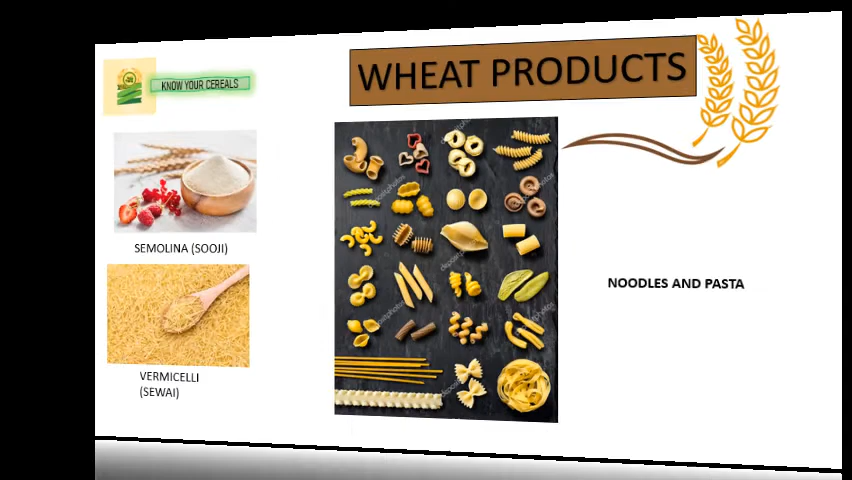 KNOW YOUR CEREALS
WHEAT PRODUCTS
SEMOLINA (SOOJI)
VERMICELLI
(SEWAI)
NOODLES AND PASTA